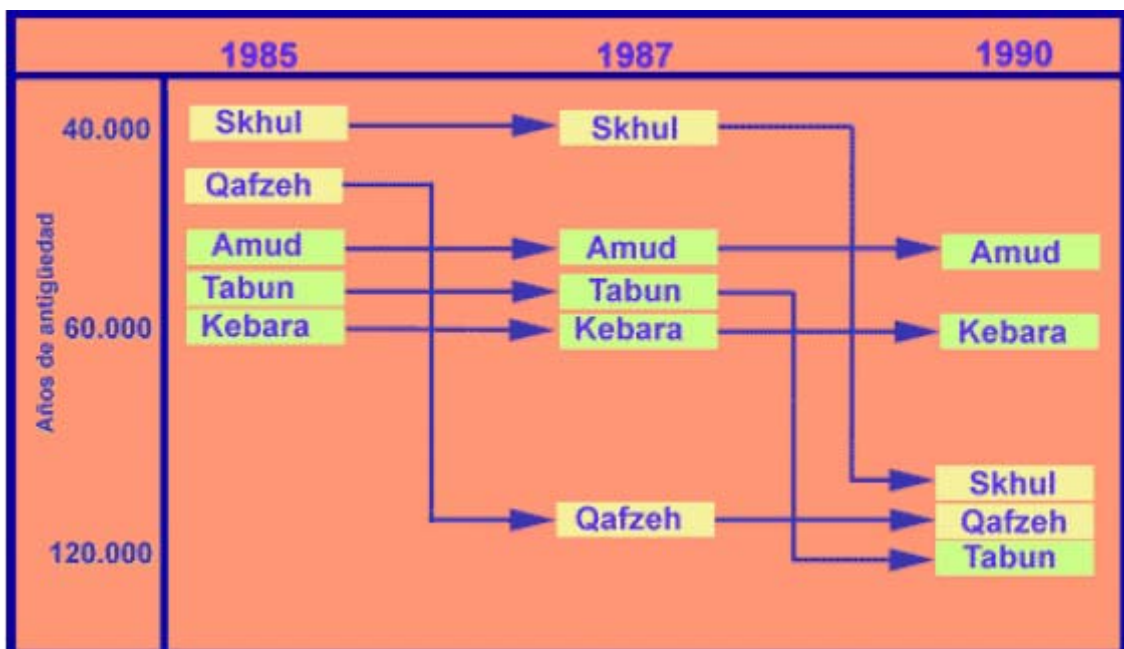 1985 1987 1990
40.000 Skhul Skhul
Qafzeh
Amud Amud Amud
Tabun Tabun
60.000 Kebara Kebara Kebara
Años de antigüedad
Skhul
Qafzeh Qafzeh
120.000 Tabun